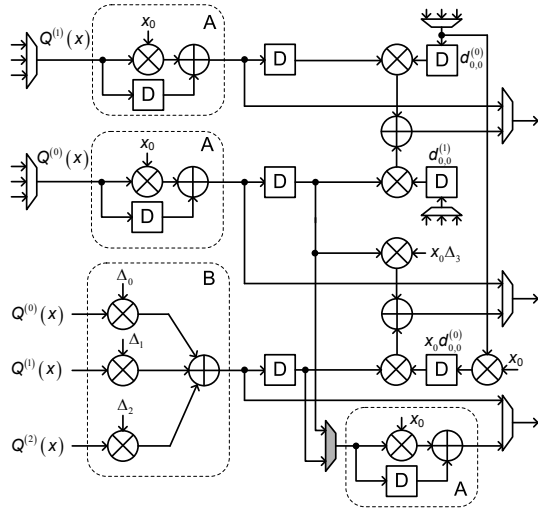 A
Q^{(1)}(x)
x_0
D
D
D
d_{0,0}^{(0)}
A
Q^{(0)}(x)
x_0
D
D
D
d_{0,0}^{(1)}
B
Δ_0
x_0Δ_3
Q^{(0)}(x)
Δ_1
Q^{(1)}(x)
D
x_0d_{0,0}^{(0)}
D
x_0
Δ_2
Q^{(2)}(x)
x_0
D
A